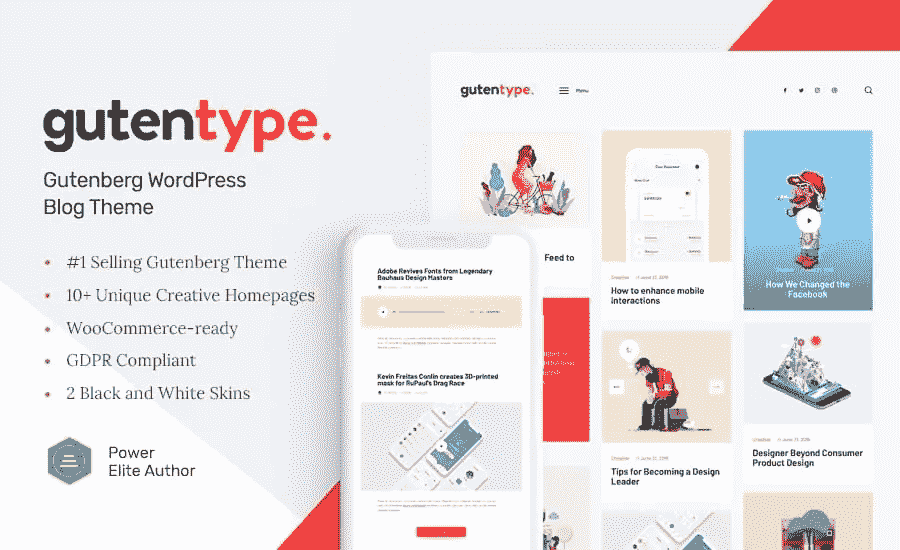 gutentype.
Gutenberg WordPress
Blog Theme
#1 Selling Gutenberg Theme
10+ Unique Creative Homepages
WooCommerce-ready
GDPR Compliant
2 Black and White Skins
Power
Elite Author
gutentype.
Menu
Adobe Revives Fonts from Legendary
Bauhaus Design Masters
Kevin Freitas Conlin creates 3D-printed
mask for RuPaul's Drag Race
Feed to
How to enhance mobile
interactions
How We Changed the
Facebook
Tips for Becoming a Design
Leader
Designer Beyond Consumer
Product Design